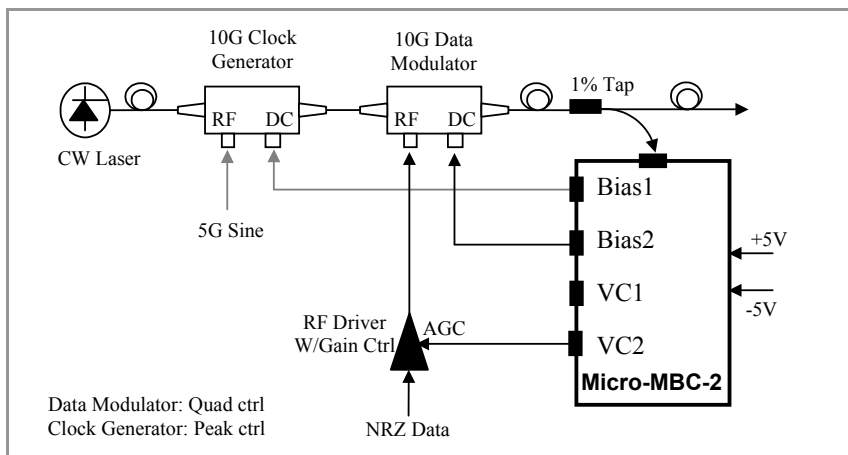 10G Clock
Generator
10G Data
Modulator
1% Tap
RF DC
RF DC
CW Laser
5G Sine
Bias1
Bias2
VC1
VC2
Micro-MBC-2
+5V
-5V
RF Driver
W/Gain Ctrl
AGC
NRZ Data
Data Modulator: Quad ctrl
Clock Generator: Peak ctrl